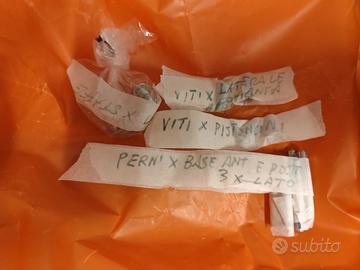 VITI X LATERALE
VITI X PISTONCINI
PERNI X BASE ANT E POST
3 X LATO
subito